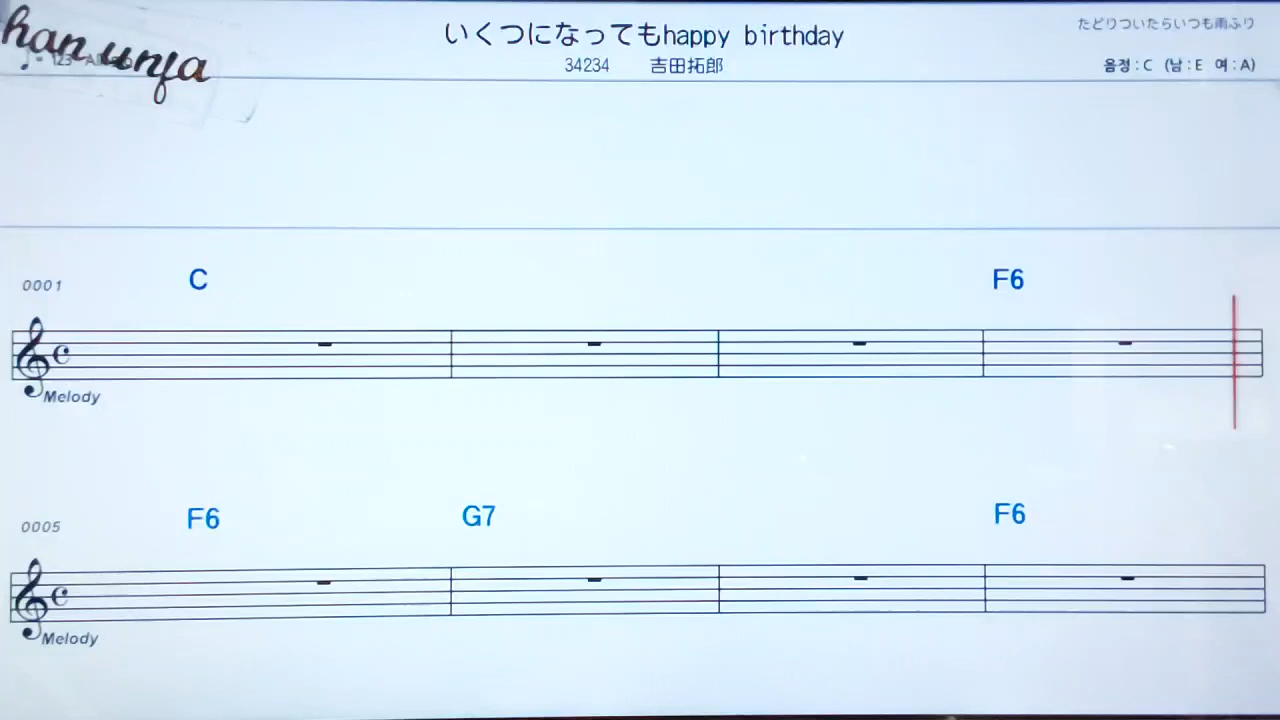 han unfa
いくつになってもhappy birthday
たどりついたらいつも雨ふり
34234 吉田拓郎
음정 : C (남 : E 여 : A)
0001 C F6
Melody
0005 F6 G7 F6
Melody